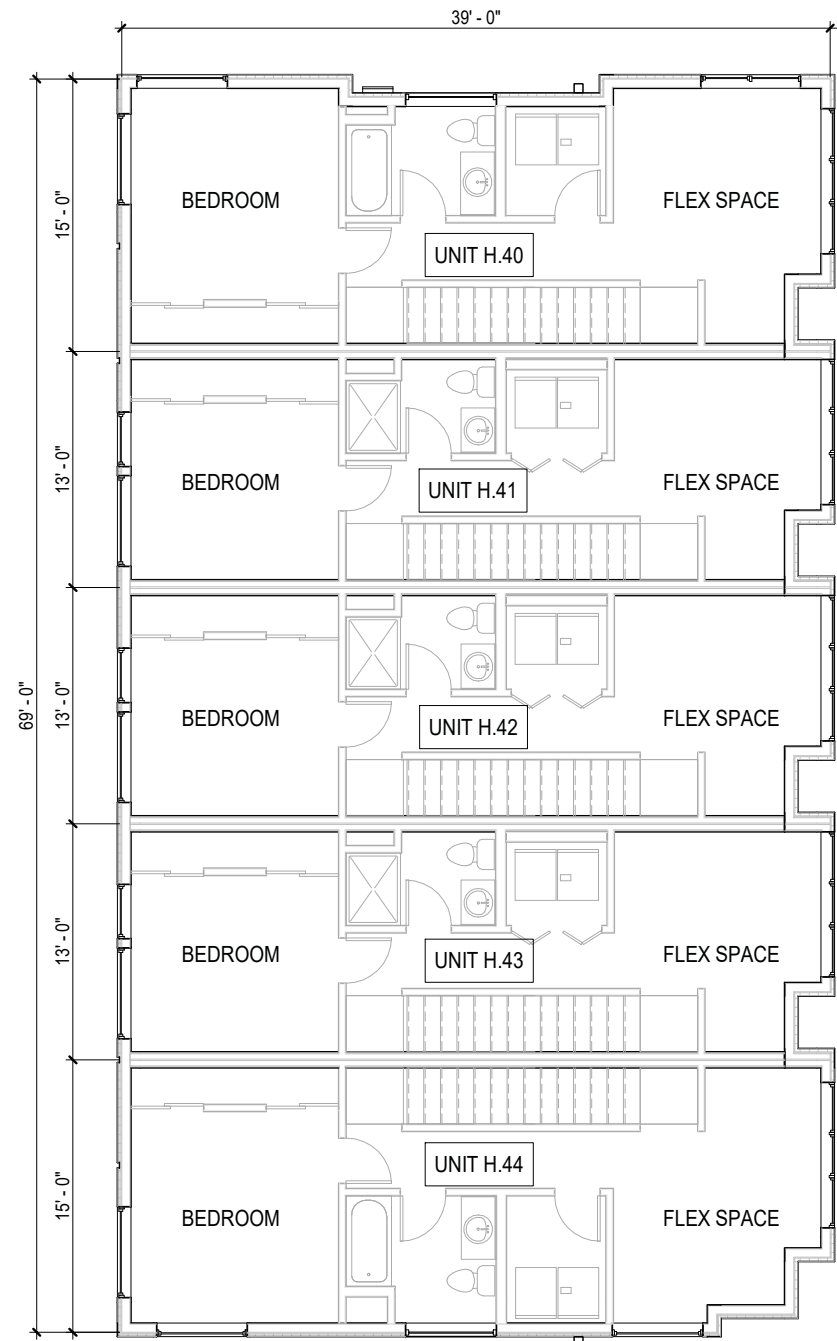 39' - 0"
15' - 0"
BEDROOM
FLEX SPACE
UNIT H.40
13' - 0"
BEDROOM
FLEX SPACE
UNIT H.41
69' - 0"
13' - 0"
BEDROOM
FLEX SPACE
UNIT H.42
13' - 0"
BEDROOM
FLEX SPACE
UNIT H.43
15' - 0"
UNIT H.44
BEDROOM
FLEX SPACE